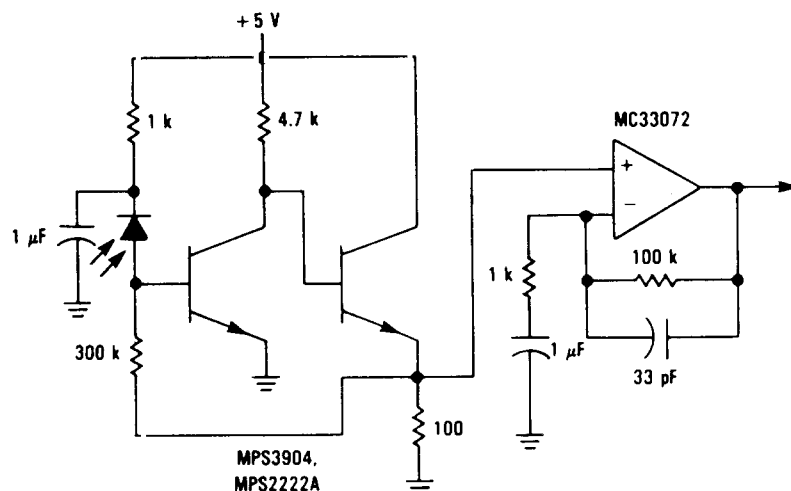 + 5 V
1 k
4.7 k
MC33072
+
−
1 μF
1 k
100 k
300 k
1 μF
33 pF
100
MPS3904,
MPS2222A